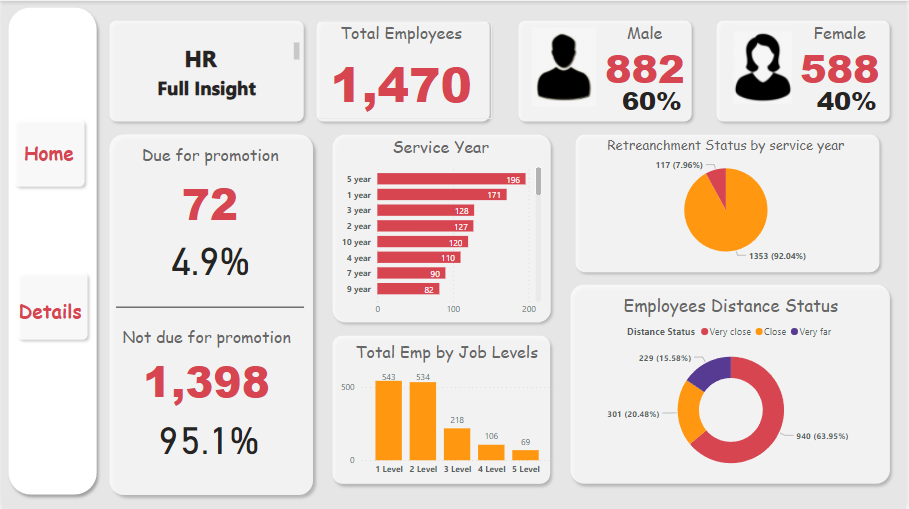 HR
Full Insight
Total Employees
1,470
Male
882
60%
Female
588
40%
Home
Details
Due for promotion
72
4.9%
Not due for promotion
1,398
95.1%
Service Year
5 year 196
1 year 171
3 year 128
2 year 127
10 year 120
4 year 110
7 year 90
9 year 82
0 100 200
Total Emp by Job Levels
500
0
543 534 218 106 69
1 Level 2 Level 3 Level 4 Level 5 Level
Retreanchment Status by service year
117 (7.96%)
1353 (92.04%)
Employees Distance Status
Distance Status Very close Close Very far
229 (15.58%)
301 (20.48%)
940 (63.95%)